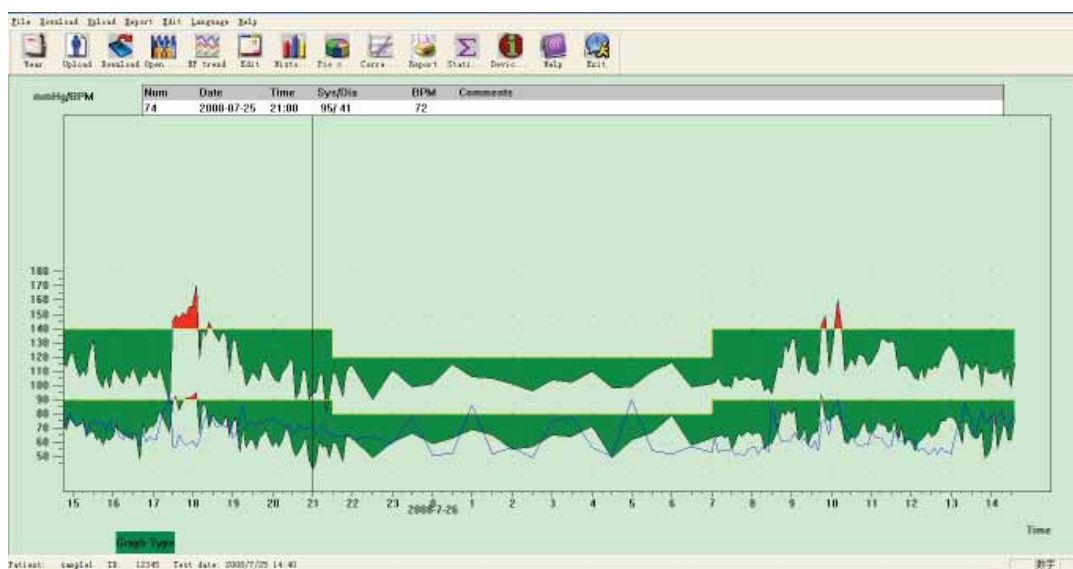 File Download Upload Report Edit Language Help
Year Upload Download Open BP trend Edit Histo... Pie c... Corre... Report Stati... Devic... Help Exit
mmHg/BPM
Num Date Time Sys/Dia BPM Comments
74 2008-07-25 21:00 95/ 41 72
180
170
160
150
140
130
120
110
100
90
80
70
60
50
15 16 17 18 19 20 21 22 23 0 1 2 3 4 5 6 7 8 9 10 11 12 13 14
2008-7-26
Time
Graph Type
Patient: sample1 ID: 12345 Test date: 2008/7/25 14:40 数字